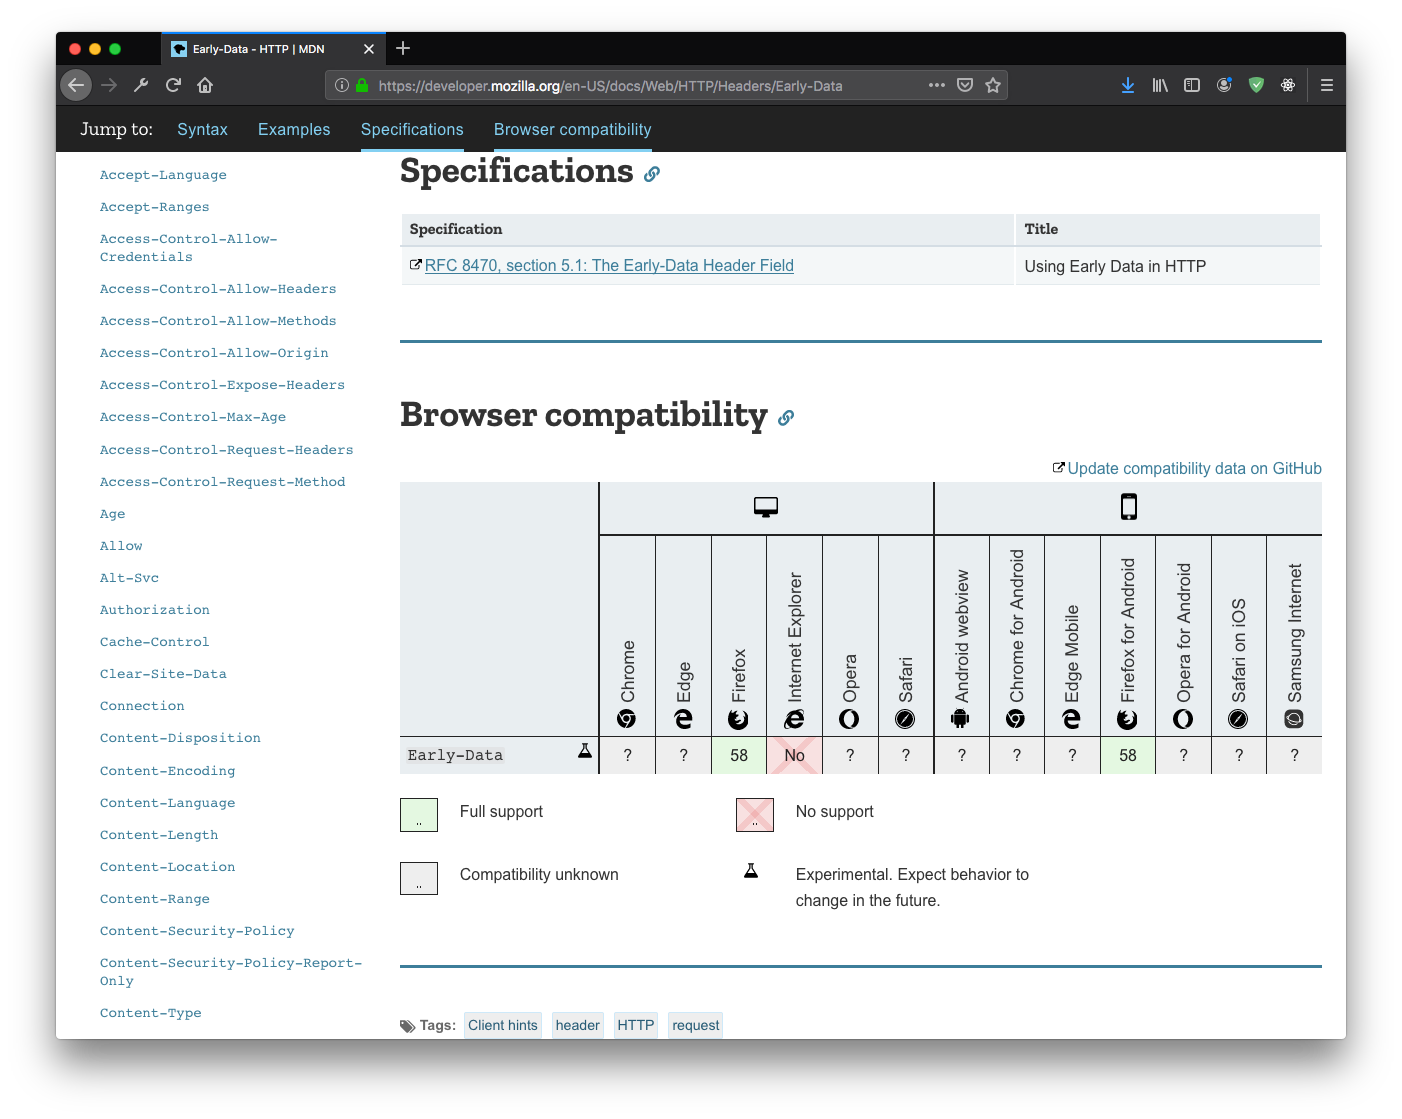 Early-Data - HTTP | MDN
https://developer.mozilla.org/en-US/docs/Web/HTTP/Headers/Early-Data
Jump to: Syntax Examples Specifications Browser compatibility
Accept-Language
Accept-Ranges
Access-Control-Allow-
Credentials
Access-Control-Allow-Headers
Access-Control-Allow-Methods
Access-Control-Allow-Origin
Access-Control-Expose-Headers
Access-Control-Max-Age
Access-Control-Request-Headers
Access-Control-Request-Method
Age
Allow
Alt-Svc
Authorization
Cache-Control
Clear-Site-Data
Connection
Content-Disposition
Content-Encoding
Content-Language
Content-Length
Content-Location
Content-Range
Content-Security-Policy
Content-Security-Policy-Report-
Only
Content-Type
Specifications
Specification Title
RFC 8470, section 5.1: The Early-Data Header Field Using Early Data in HTTP
Browser compatibility
Update compatibility data on GitHub
Chrome
Edge
Firefox
Internet Explorer
Opera
Safari
Android webview
Chrome for Android
Edge Mobile
Firefox for Android
Opera for Android
Safari on iOS
Samsung Internet
Early-Data ? ? 58 No ? ? ? ? ? 58 ? ? ?
.. Full support .. No support
.. Compatibility unknown Experimental. Expect behavior to
change in the future.
Tags: Client hints header HTTP request